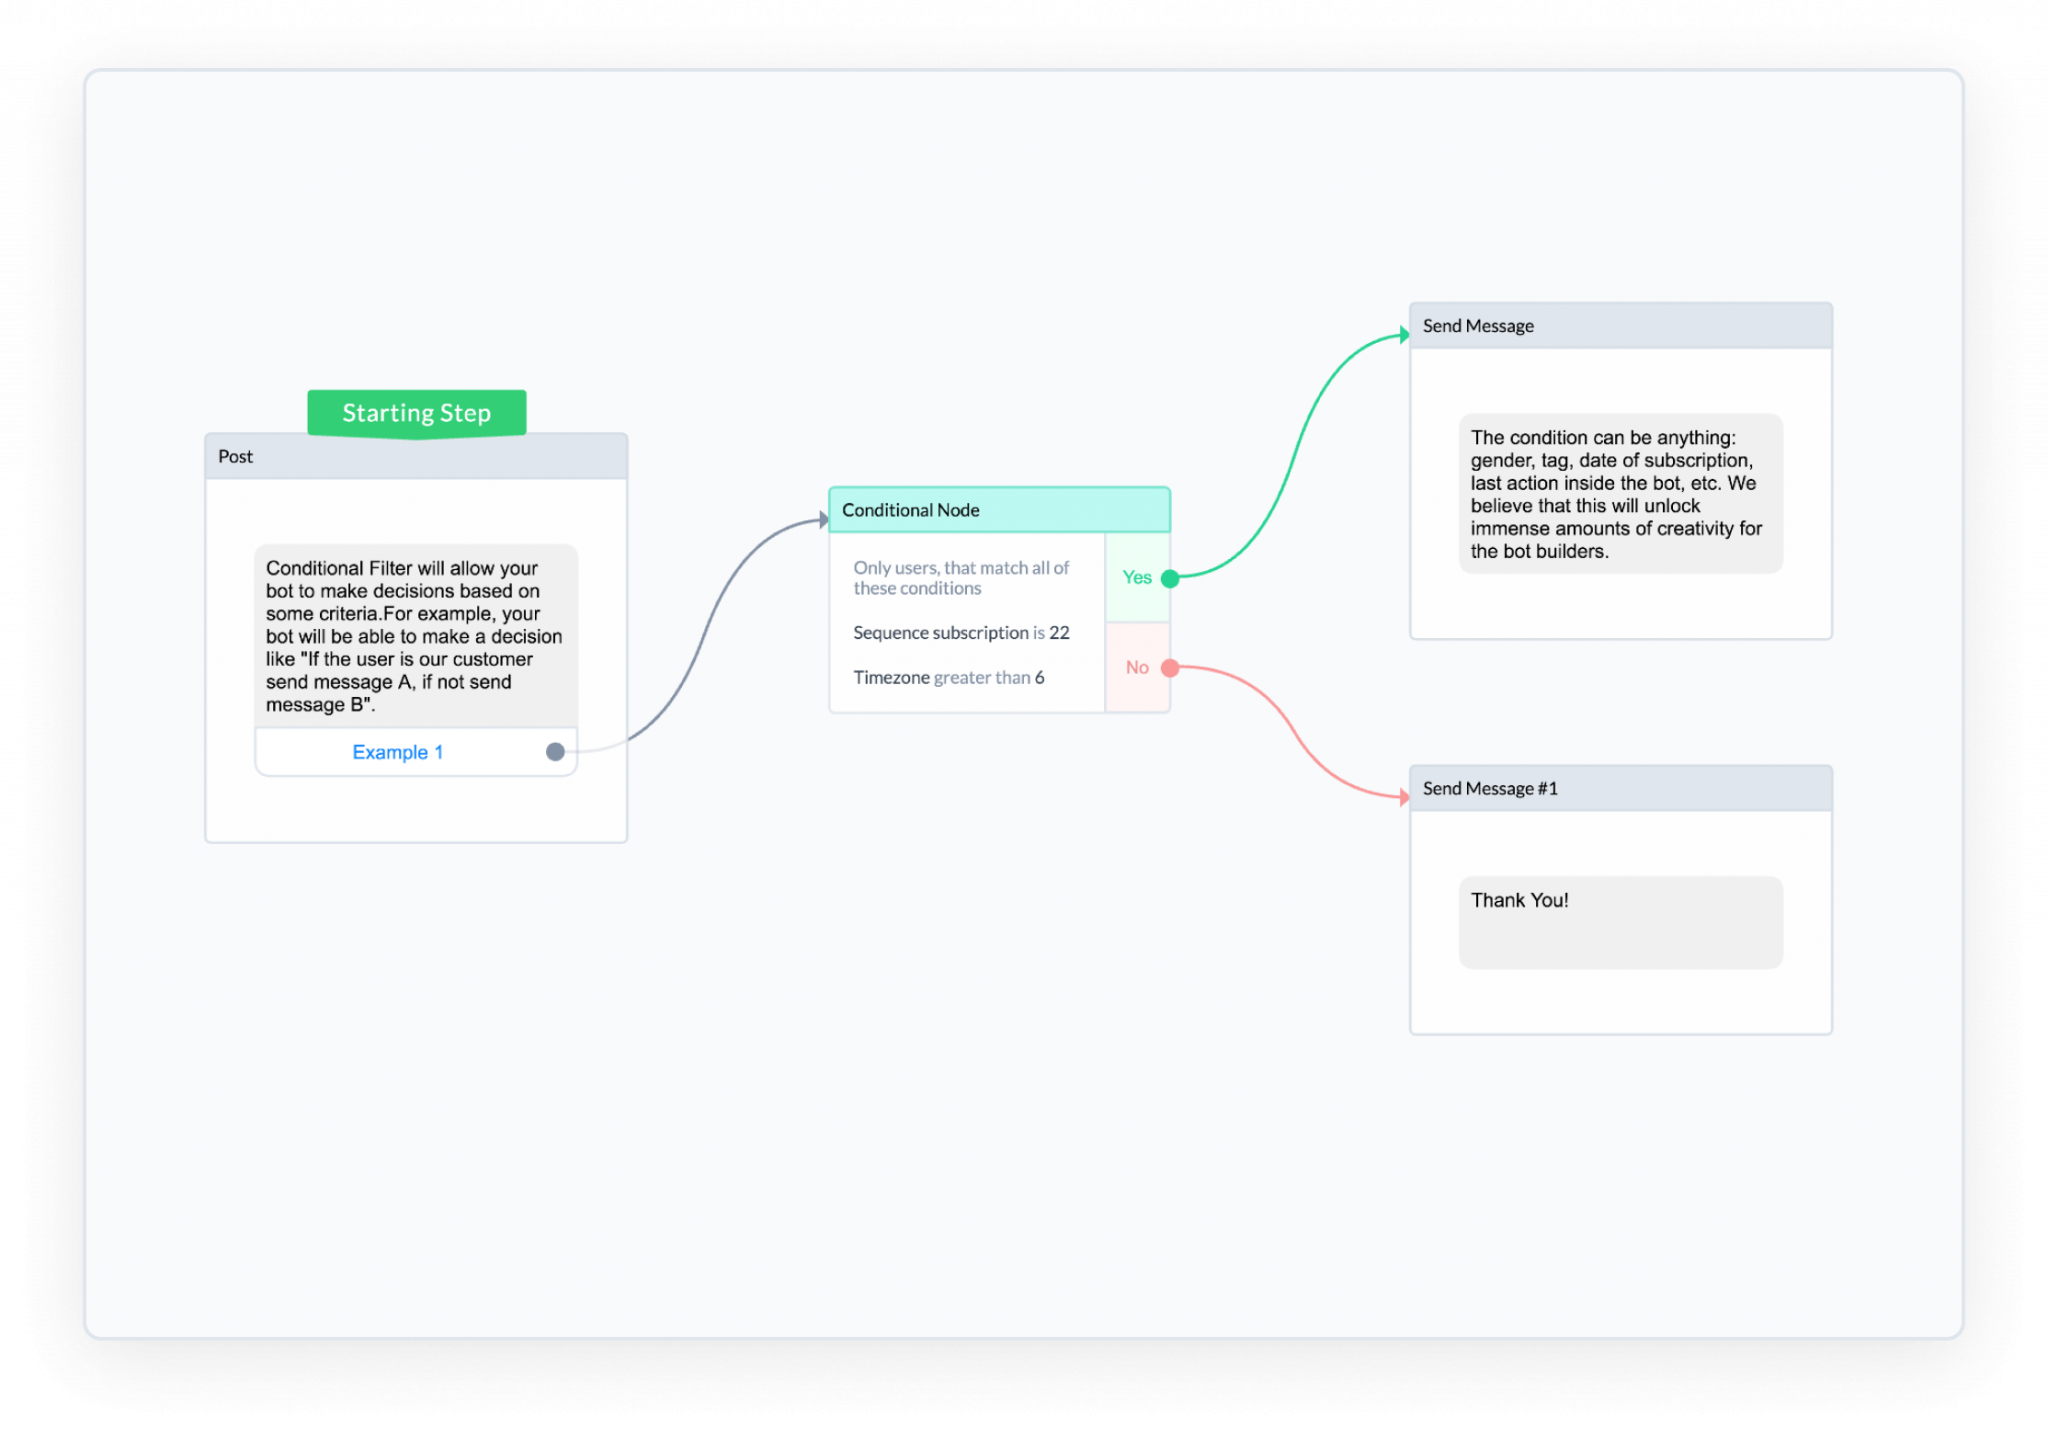 Starting Step
Post
Conditional Filter will allow your
bot to make decisions based on
some criteria.For example, your
bot will be able to make a decision
like "If the user is our customer
send message A, if not send
message B".
Example 1
Conditional Node
Only users, that match all of
these conditions
Sequence subscription is 22
Timezone greater than 6
Yes
No
Send Message
The condition can be anything:
gender, tag, date of subscription,
last action inside the bot, etc. We
believe that this will unlock
immense amounts of creativity for
the bot builders.
Send Message #1
Thank You!